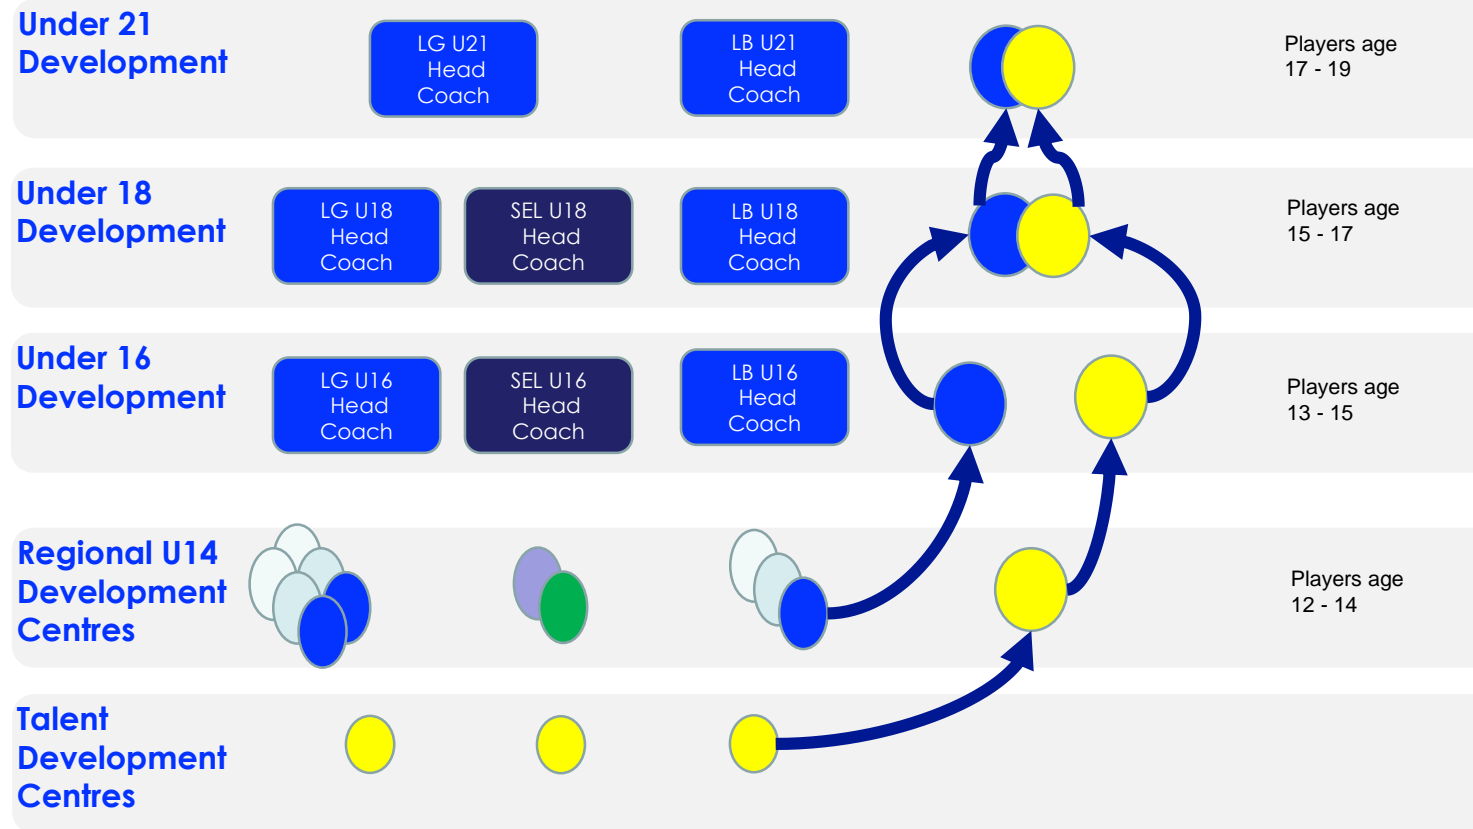 Under 21
Development
LG U21
Head
Coach
LB U21
Head
Coach
Players age
17 - 19
Under 18
Development
LG U18
Head
Coach
SEL U18
Head
Coach
LB U18
Head
Coach
Players age
15 - 17
Under 16
Development
LG U16
Head
Coach
SEL U16
Head
Coach
LB U16
Head
Coach
Players age
13 - 15
Regional U14
Development
Centres
Players age
12 - 14
Talent
Development
Centres